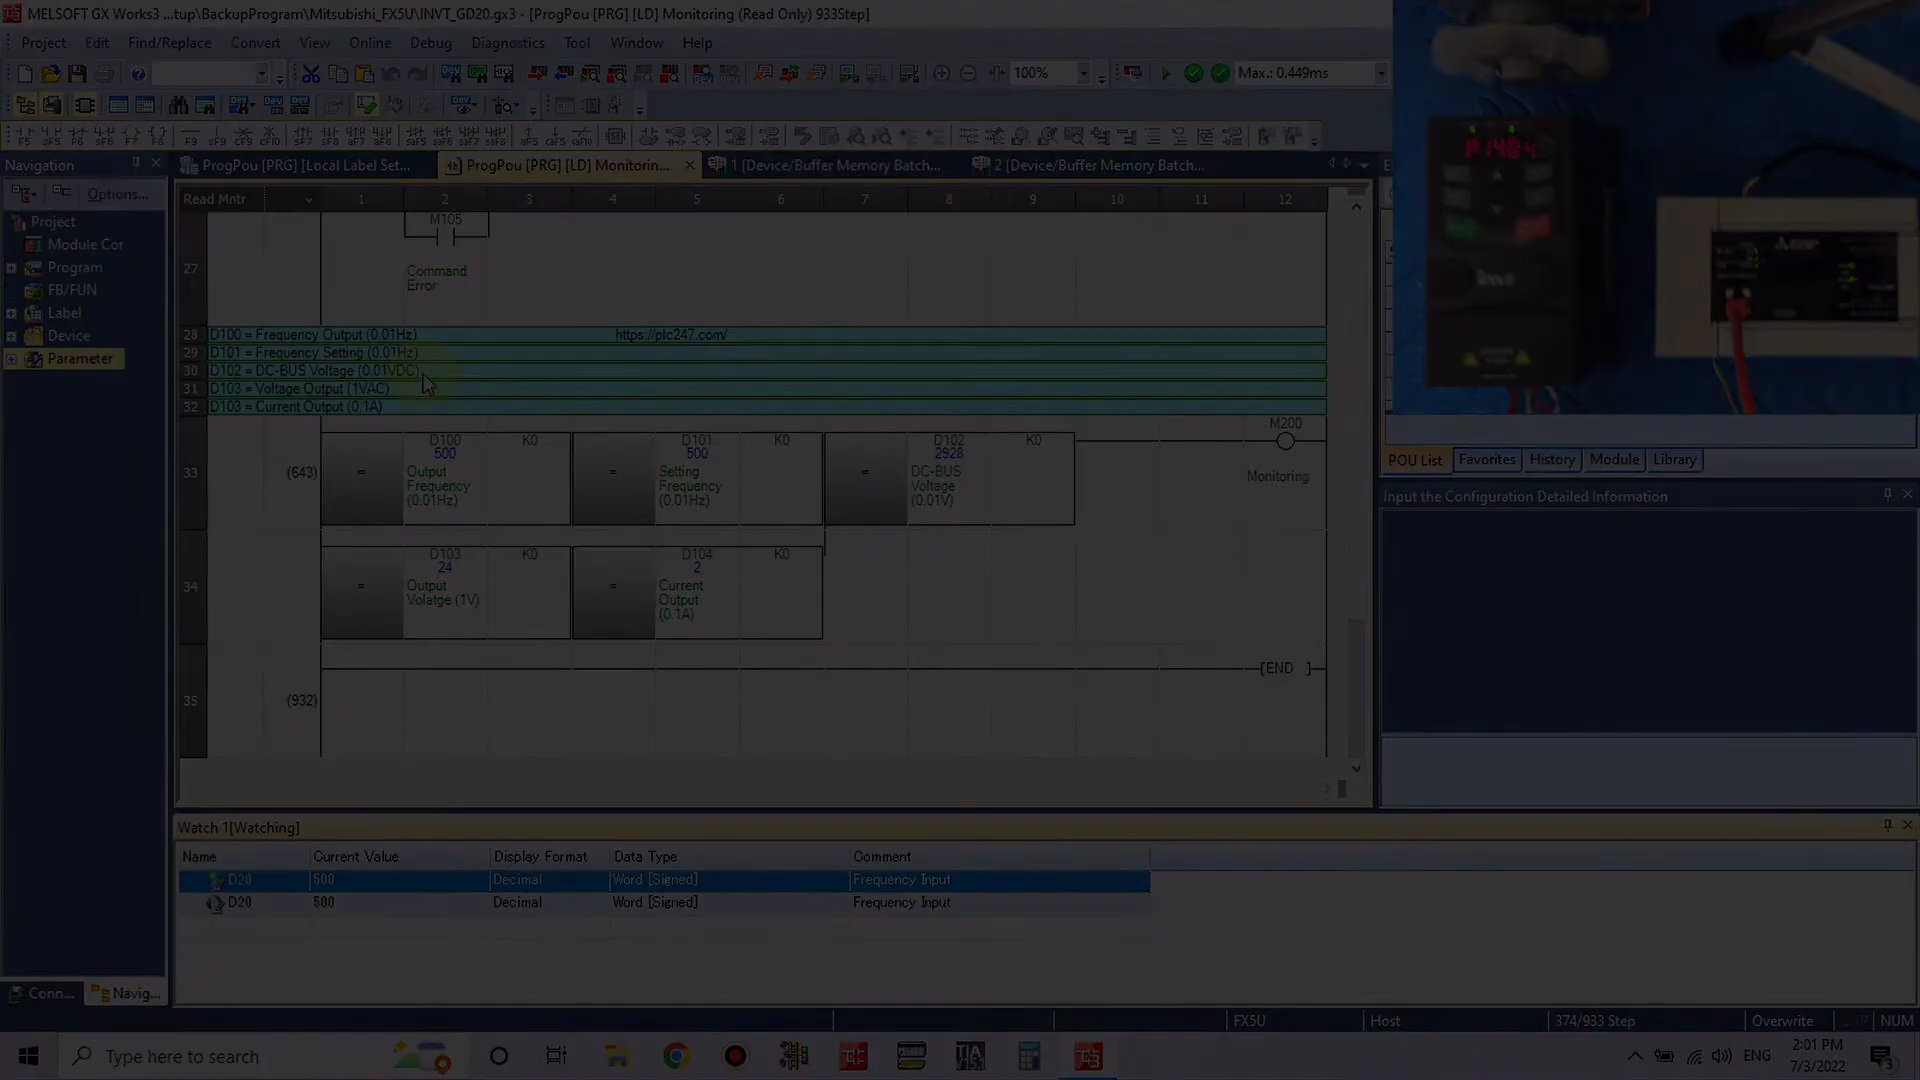 MELSOFT GX Works3 ...tup\BackupProgram\Mitsubishi_FX5U\INVT_GD20.gx3 - [ProgPou [PRG] [LD] Monitoring (Read Only) 933Step]
Project Edit Find/Replace Convert View Online Debug Diagnostics Tool Window Help
100% Max.: 0.449ms
Navigation
ProgPou [PRG] [Local Label Set... ProgPou [PRG] [LD] Monitorin... 1 [Device/Buffer Memory Batch... 2 [Device/Buffer Memory Batch...
Options...
Read Mntr 1 2 3 4 5 6 7 8 9 10 11 12
Project
Module Cor
Program
FB/FUN
Label
Device
Parameter
M105
27
Command
Error
28 D100 = Frequency Output (0.01Hz) https://plc247.com/
29 D101 = Frequency Setting (0.01Hz)
30 D102 = DC-BUS Voltage (0.01VDC)
31 D103 = Voltage Output (1VAC)
32 D103 = Current Output (0.1A)
M200
D100 K0 D101 K0 D102 K0
500 500 2928
33 (643) = Output = Setting = DC-BUS Monitoring
Frequency Frequency Voltage
(0.01Hz) (0.01Hz) (0.01V)
D103 K0 D104 K0
24 2
34 = Output = Current
Volatge (1V) Output
(0.1A)
[END ]
35 (932)
POU List Favorites History Module Library
Input the Configuration Detailed Information
Watch 1[Watching]
Name Current Value Display Format Data Type Comment
D20 500 Decimal Word [Signed] Frequency Input
D20 500 Decimal Word [Signed] Frequency Input
Conn... Navig...
FX5U Host 374/933 Step Overwrite NUM
Type here to search
ENG
2:01 PM
7/3/2022
3